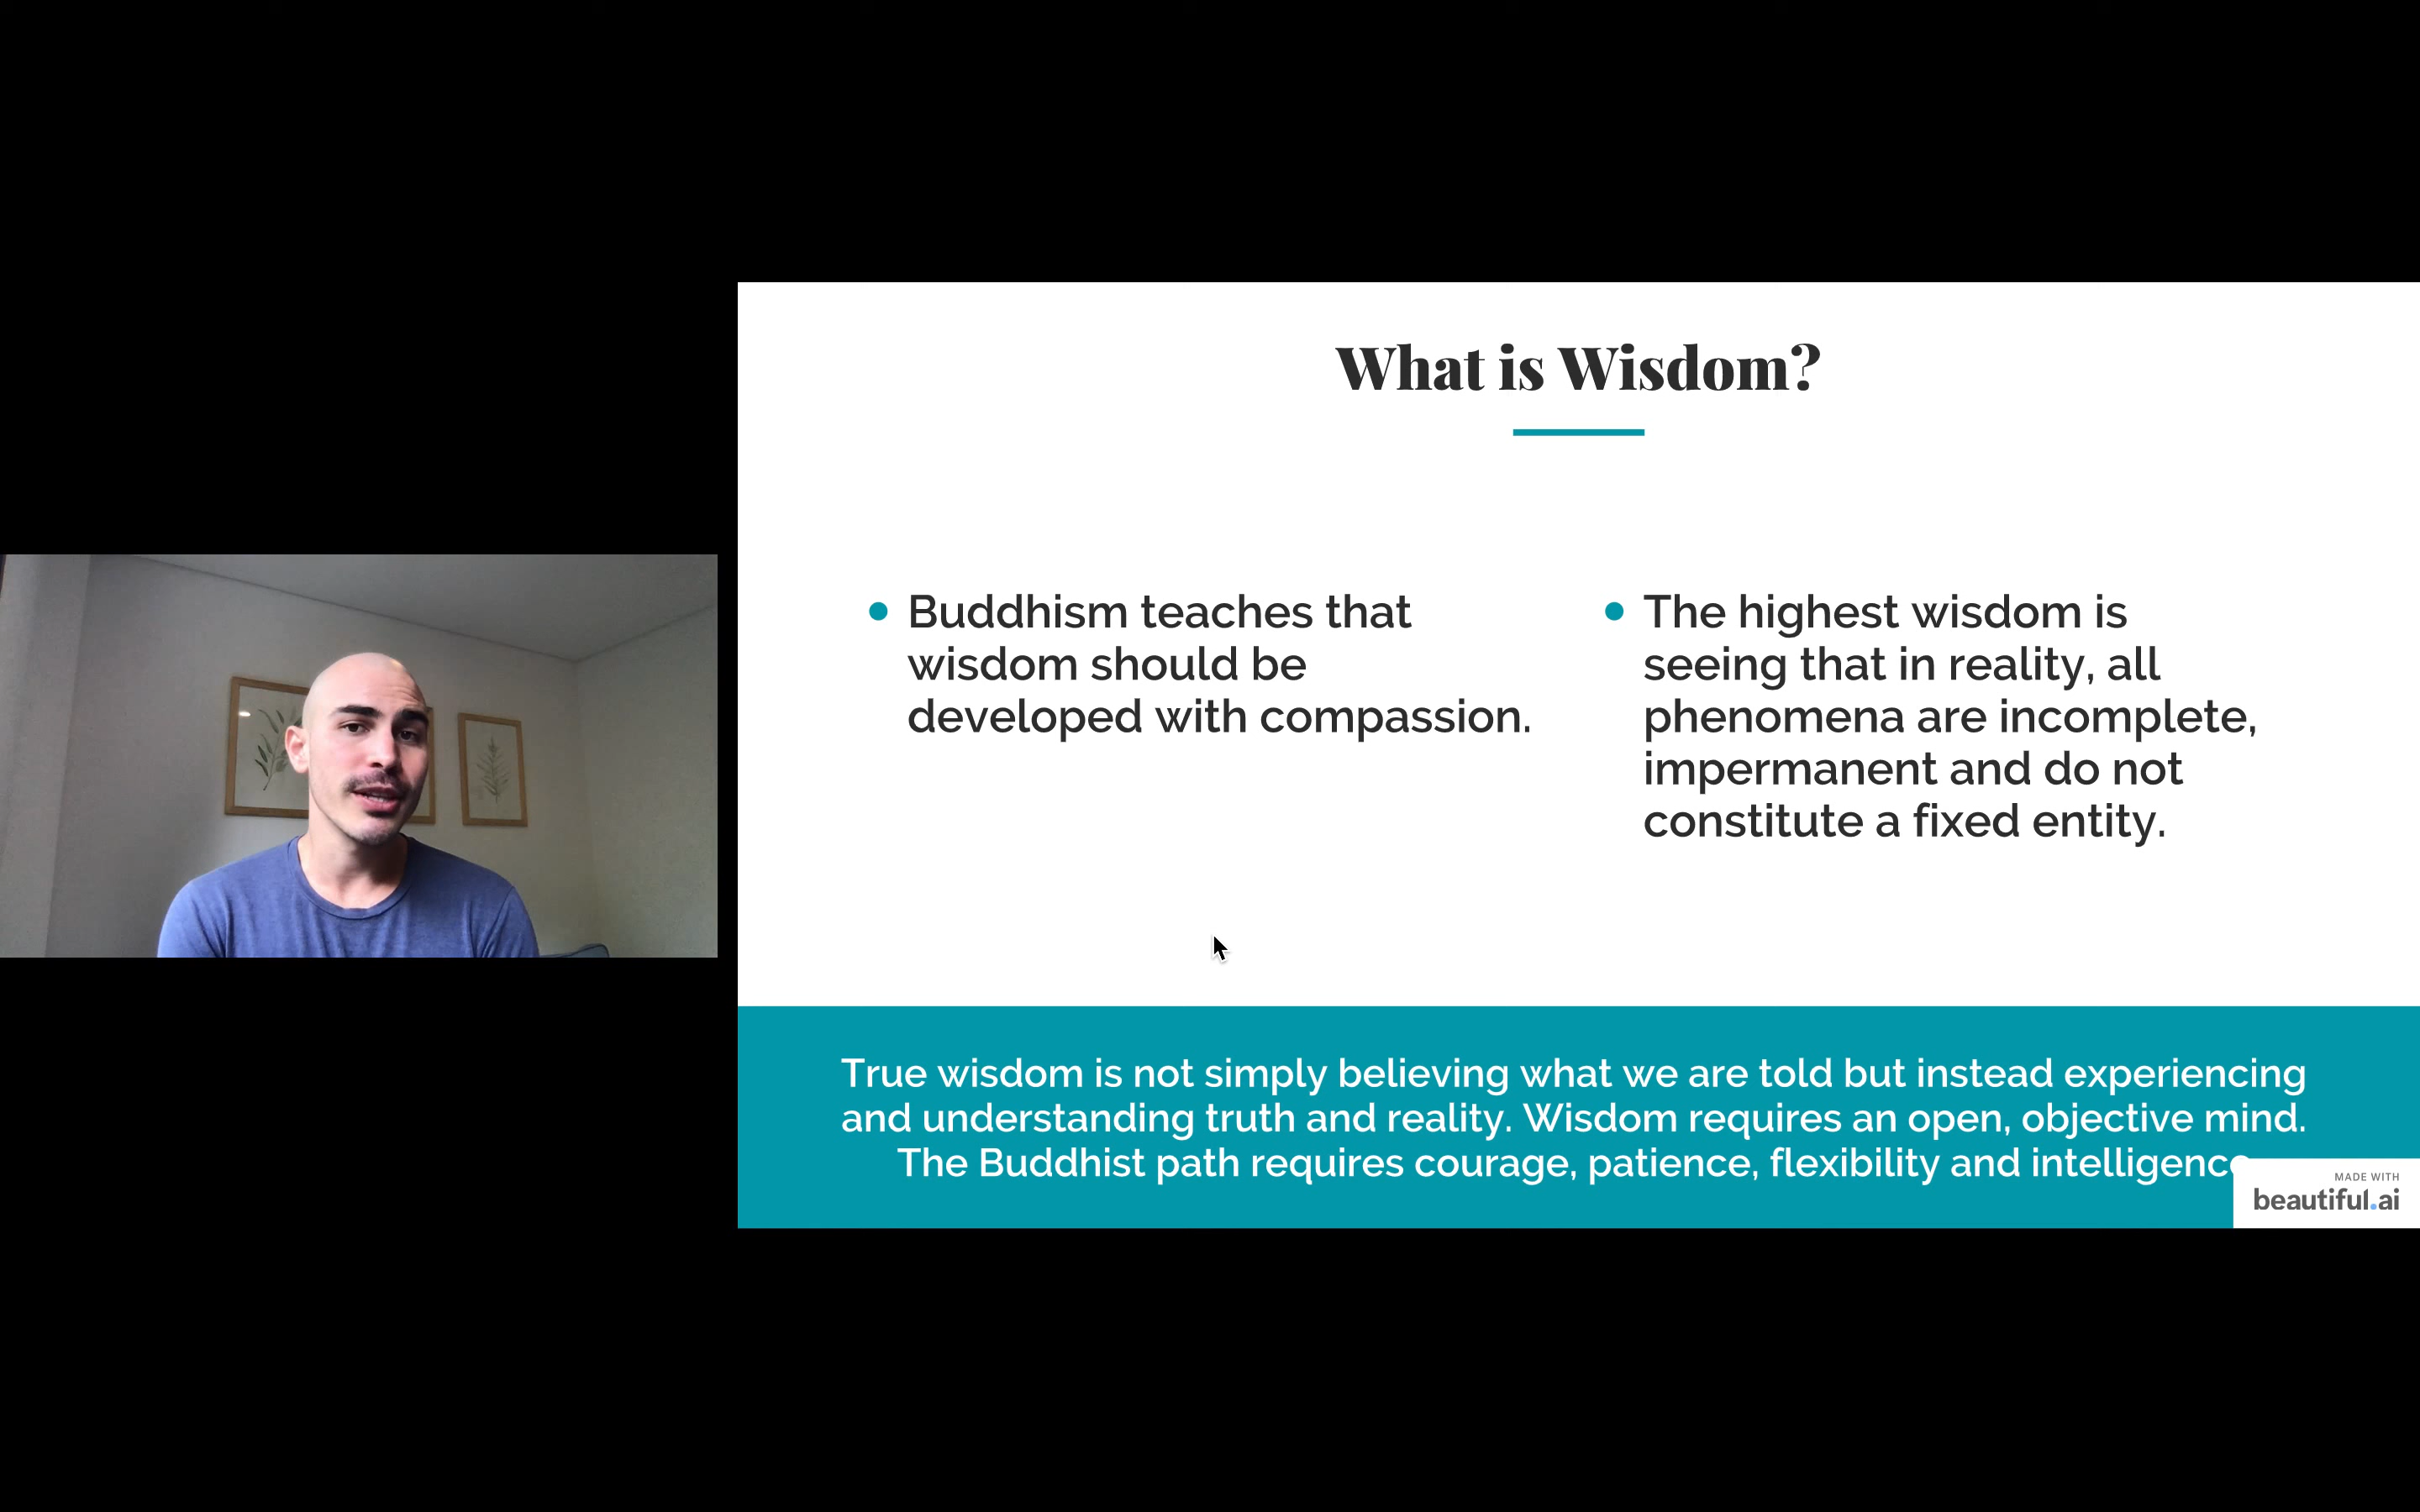 What is Wisdom?
Buddhism teaches that
wisdom should be
developed with compassion.
The highest wisdom is
seeing that in reality, all
phenomena are incomplete,
impermanent and do not
constitute a fixed entity.
True wisdom is not simply believing what we are told but instead experiencing
and understanding truth and reality. Wisdom requires an open, objective mind.
The Buddhist path requires courage, patience, flexibility and intelligence
MADE WITH
beautiful.ai